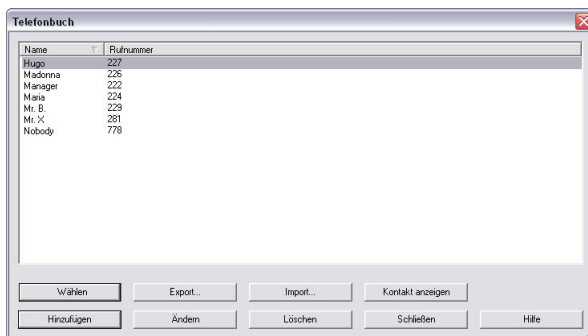 Telefonbuch
Name Rufnummer
Hugo 227
Madonna 226
Manager 222
Maria 224
Mr. B. 229
Mr. X 281
Nobody 778
Wählen Export... Import... Kontakt anzeigen
Hinzufügen Ändern Löschen Schließen Hilfe